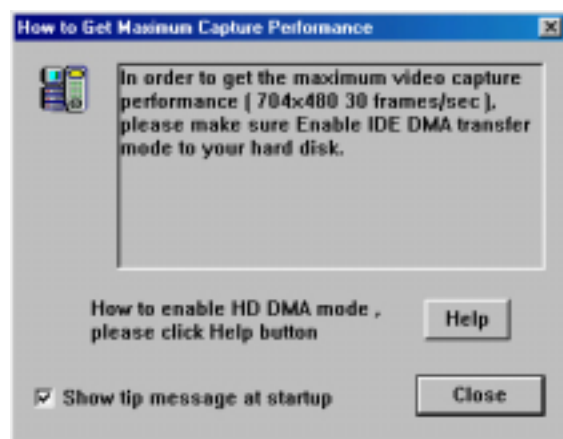 How to Get Maximum Capture Performance
In order to get the maximum video capture
performance ( 704x480 30 frames/sec ),
please make sure Enable IDE DMA transfer
mode to your hard disk.
How to enable HD DMA mode ,
please click Help button
Help
Show tip message at startup
Close